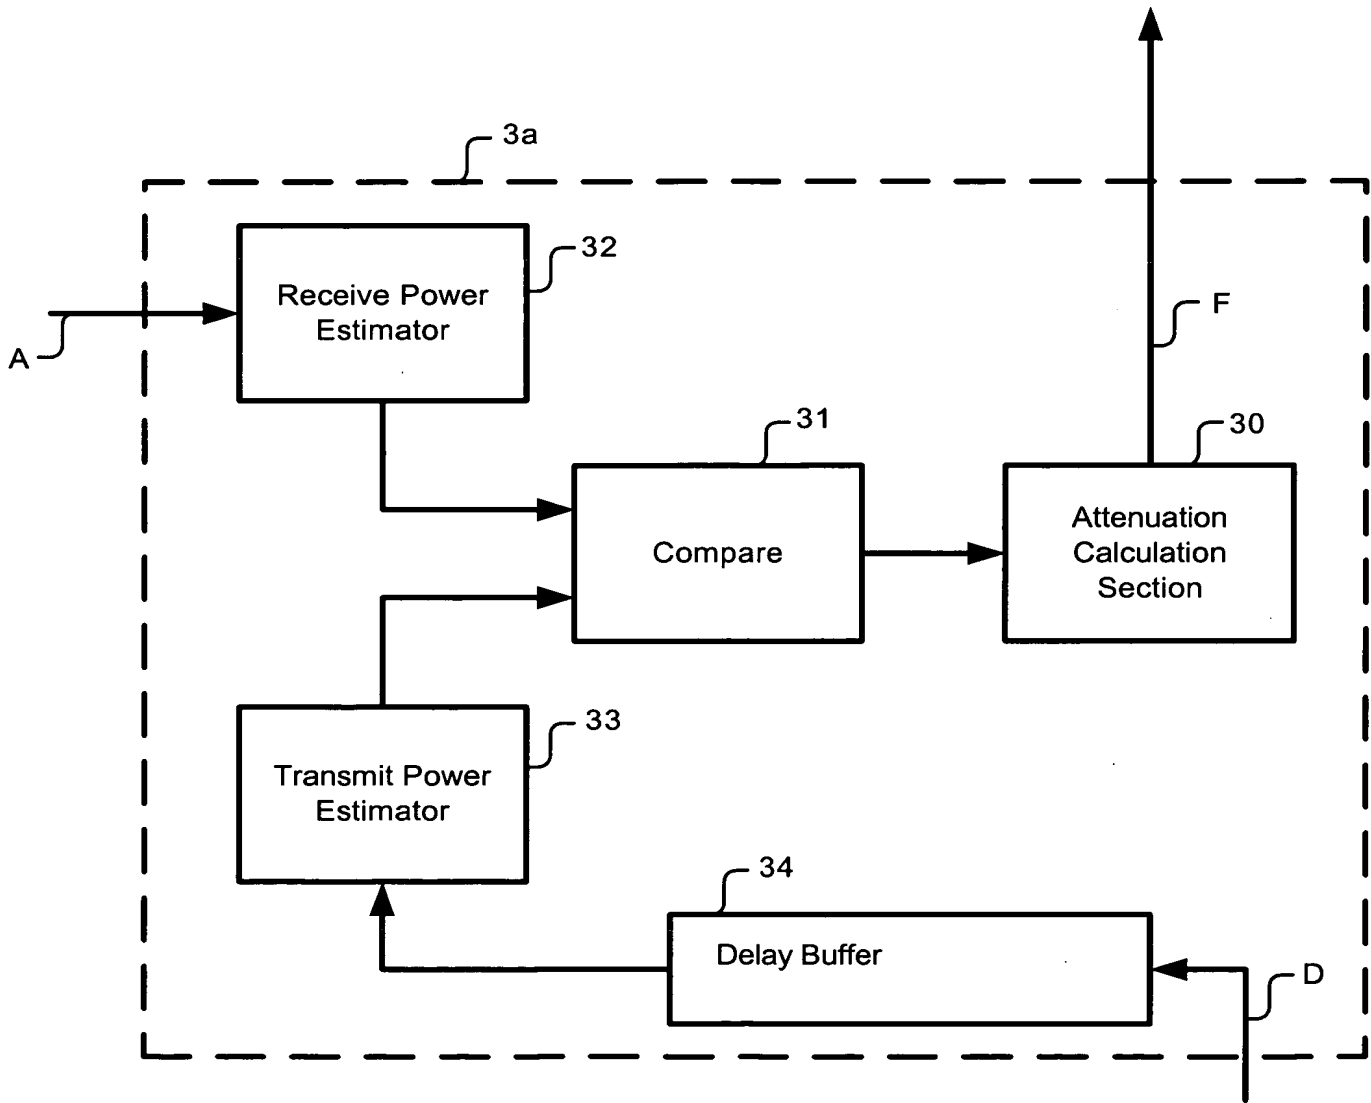 3a
32
Receive Power
Estimator
A
F
31
30
Compare
Attenuation
Calculation
Section
33
Transmit Power
Estimator
34
Delay Buffer
D